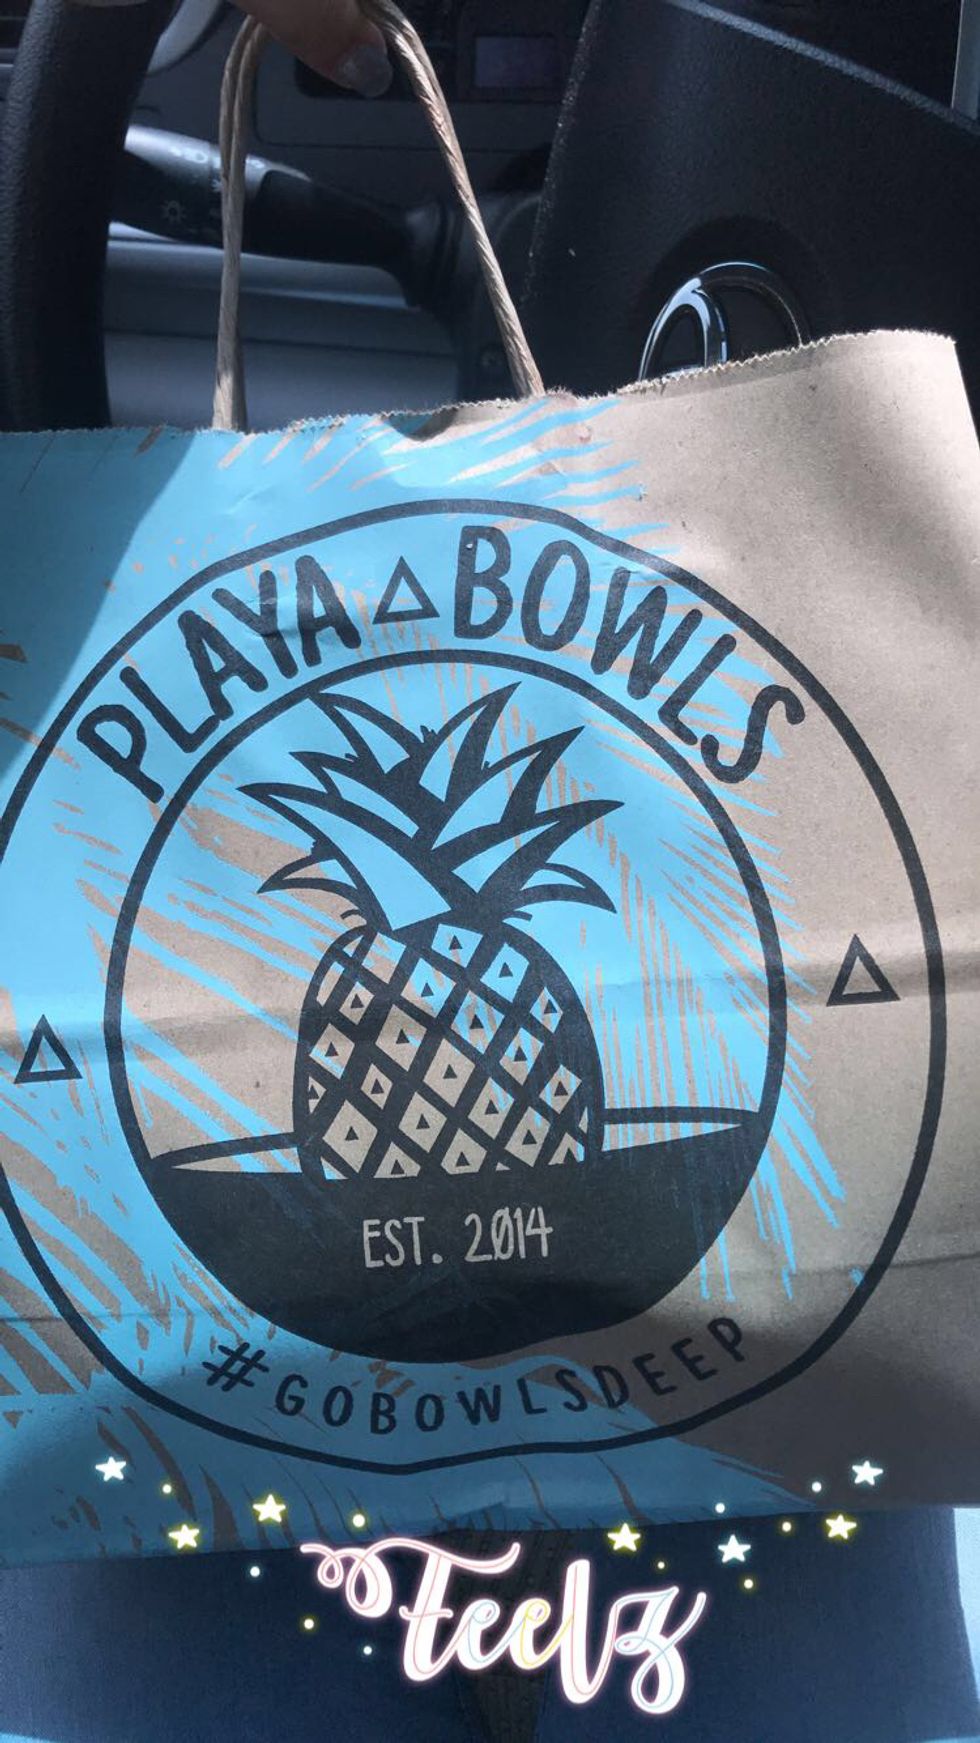 PLAYA △ BOWLS
EST. 2014
#GOBOWLSDEEP
Feelz